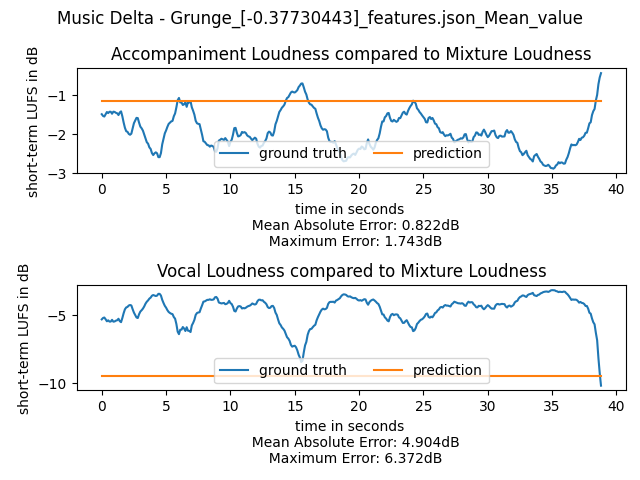 Music Delta - Grunge_[-0.37730443]_features.json_Mean_value
Accompaniment Loudness compared to Mixture Loudness
short-term LUFS in dB
−1
−2
−3
ground truth
prediction
0 5 10 15 20 25 30 35 40
time in seconds
Mean Absolute Error: 0.822dB
Maximum Error: 1.743dB
Vocal Loudness compared to Mixture Loudness
short-term LUFS in dB
−5
−10
ground truth
prediction
0 5 10 15 20 25 30 35 40
time in seconds
Mean Absolute Error: 4.904dB
Maximum Error: 6.372dB